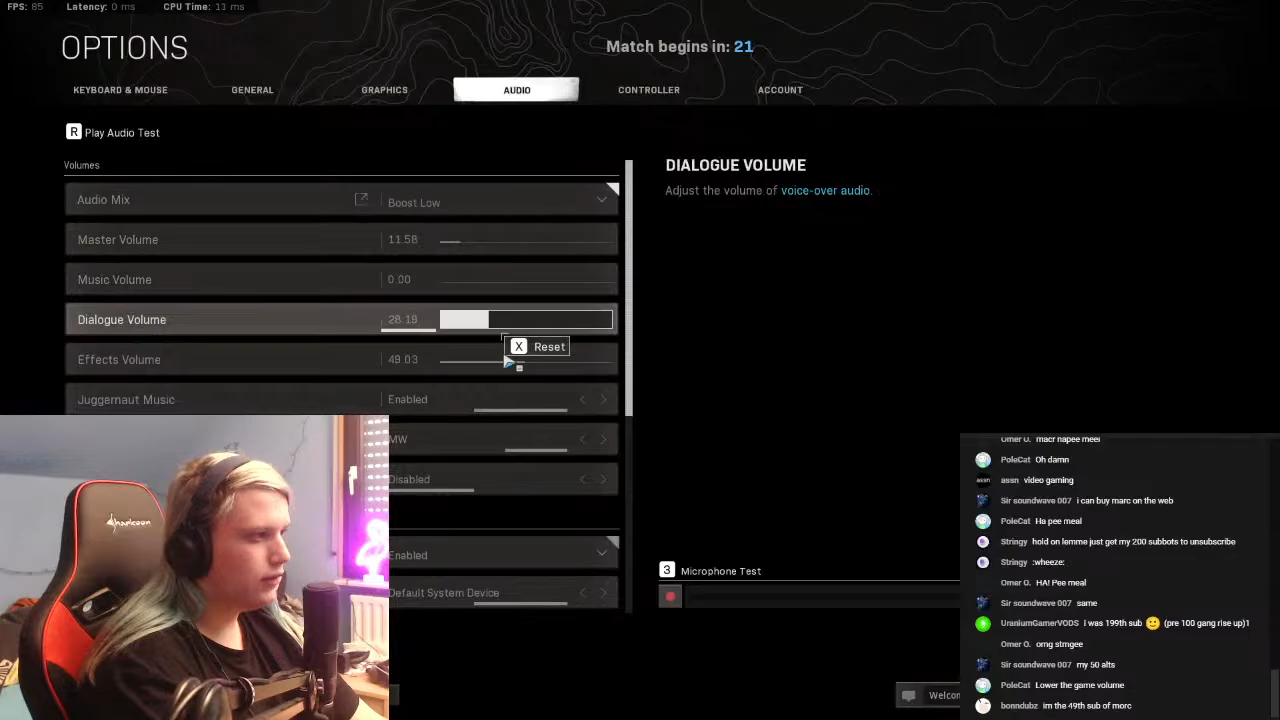 FPS: 85 Latency: 0 ms CPU Time: 13 ms
OPTIONS
Match begins in: 21
KEYBOARD & MOUSE GENERAL GRAPHICS AUDIO CONTROLLER ACCOUNT
R Play Audio Test
Volumes
Audio Mix Boost Low
Master Volume 11.58
Music Volume 0.00
Dialogue Volume 28.19
X Reset
Effects Volume 49.03
Juggernaut Music Enabled
MW
Disabled
Enabled
Default System Device
DIALOGUE VOLUME
Adjust the volume of voice-over audio.
3 Microphone Test
Welcom
Omer O. macr hapee meel
PoleCat Oh damn
assn video gaming
Sir soundwave 007 i can buy marc on the web
PoleCat Ha pee meal
Stringy hold on lemme just get my 200 subbots to unsubscribe
Stringy :wheeze:
Omer O. HA! Pee meal
Sir soundwave 007 same
UraniumGamerVODS i was 199th sub 🙂 (pre 100 gang rise up)1
Omer O. omg stmgee
Sir soundwave 007 my 50 alts
PoleCat Lower the game volume
bonndubz im the 49th sub of morc